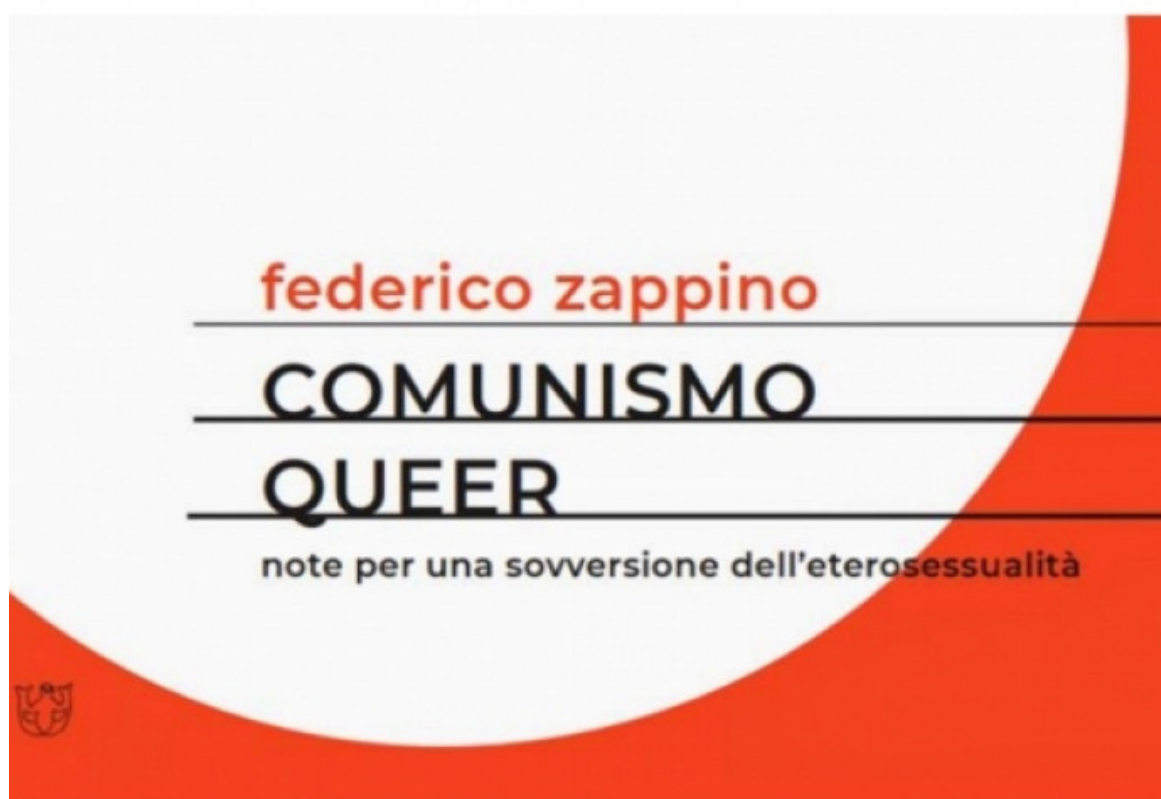 federico zappino
COMUNISMO
QUEER
note per una sovversione dell'eterosessualità